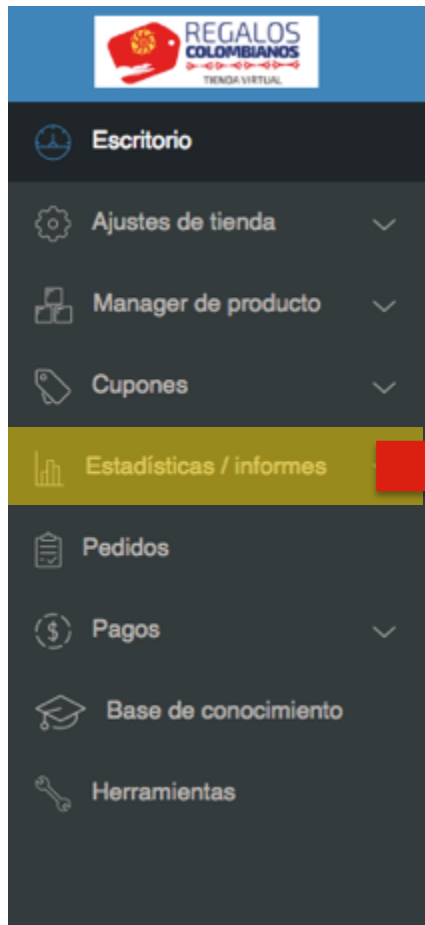 REGALOS
COLOMBIANOS
TIENDA VIRTUAL
Escritorio
Ajustes de tienda
Manager de producto
Cupones
Estadísticas / informes
Pedidos
$ Pagos
Base de conocimiento
Herramientas